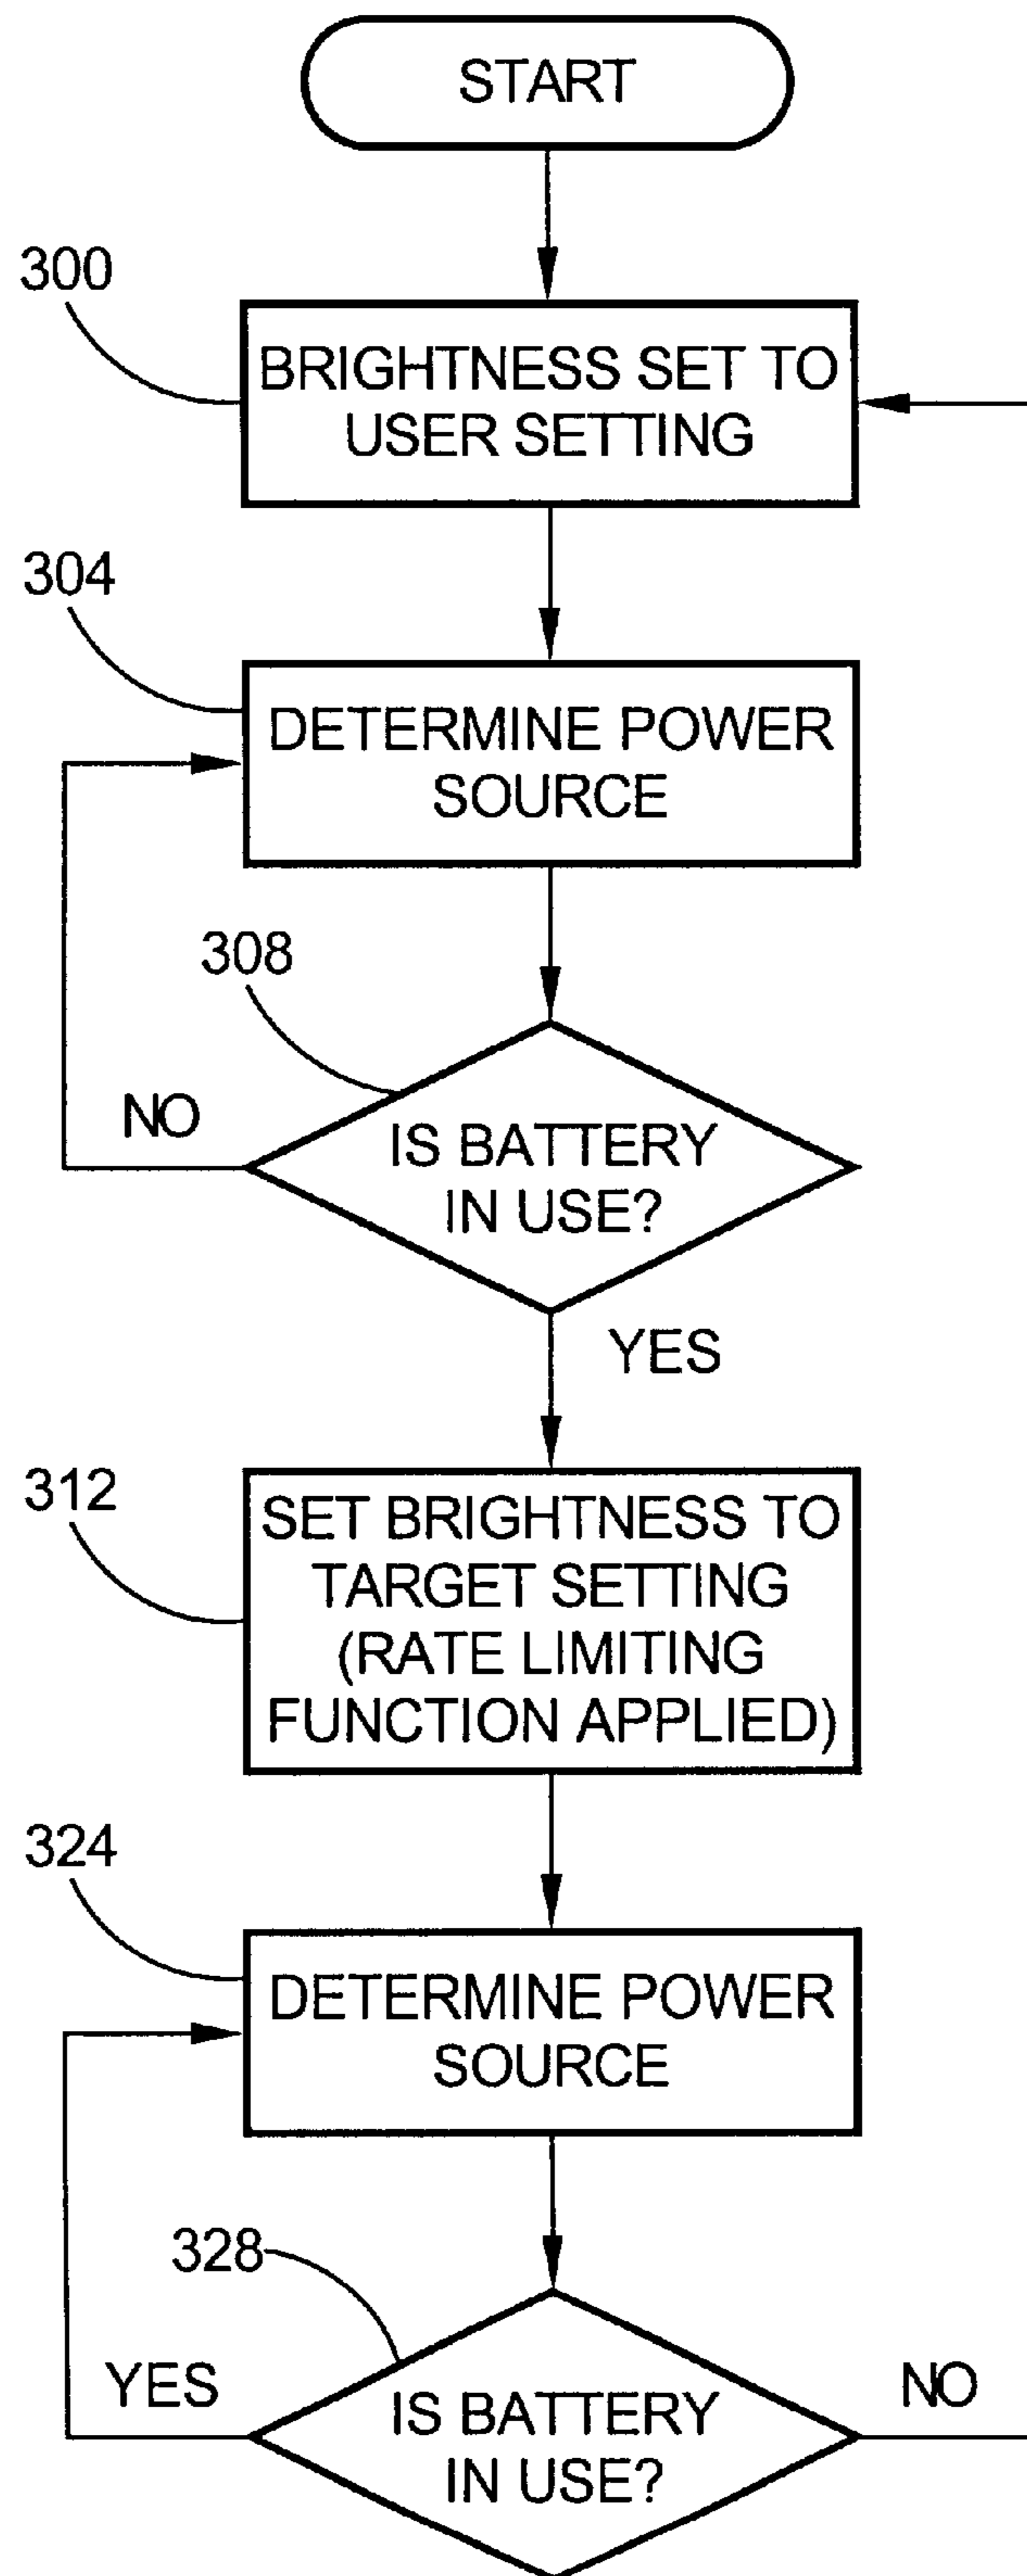 START
300
BRIGHTNESS SET TO
USER SETTING
304
DETERMINE POWER
SOURCE
308
NO
IS BATTERY
IN USE?
YES
312
SET BRIGHTNESS TO
TARGET SETTING
(RATE LIMITING
FUNCTION APPLIED)
324
DETERMINE POWER
SOURCE
328
YES
IS BATTERY
IN USE?
NO